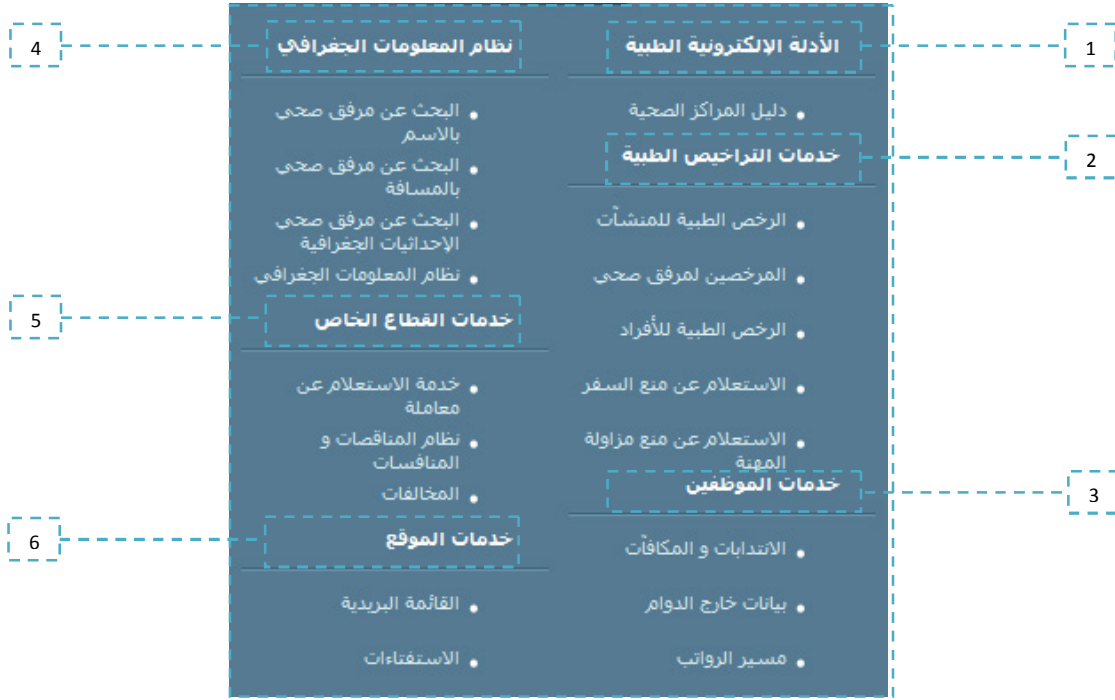 1
الأدلة الإلكترونية الطبية
دليل المراكز الصحية
2
خدمات التراخيص الطبية
الرخص الطبية للمنشآت
المرخصين لمرفق صحي
الرخص الطبية للأفراد
الاستعلام عن منع السفر
الاستعلام عن منع مزاولة
المهنة
3
خدمات الموظفين
الانتدابات و المكافآت
بيانات خارج الدوام
مسير الرواتب
4
نظام المعلومات الجغرافي
البحث عن مرفق صحي
بالاسم
البحث عن مرفق صحي
بالمسافة
البحث عن مرفق صحي
الإحداثيات الجغرافية
نظام المعلومات الجغرافي
5
خدمات القطاع الخاص
خدمة الاستعلام عن
معاملة
نظام المناقصات و
المنافسات
المخالفات
6
خدمات الموقع
القائمة البريدية
الاستفتاءات